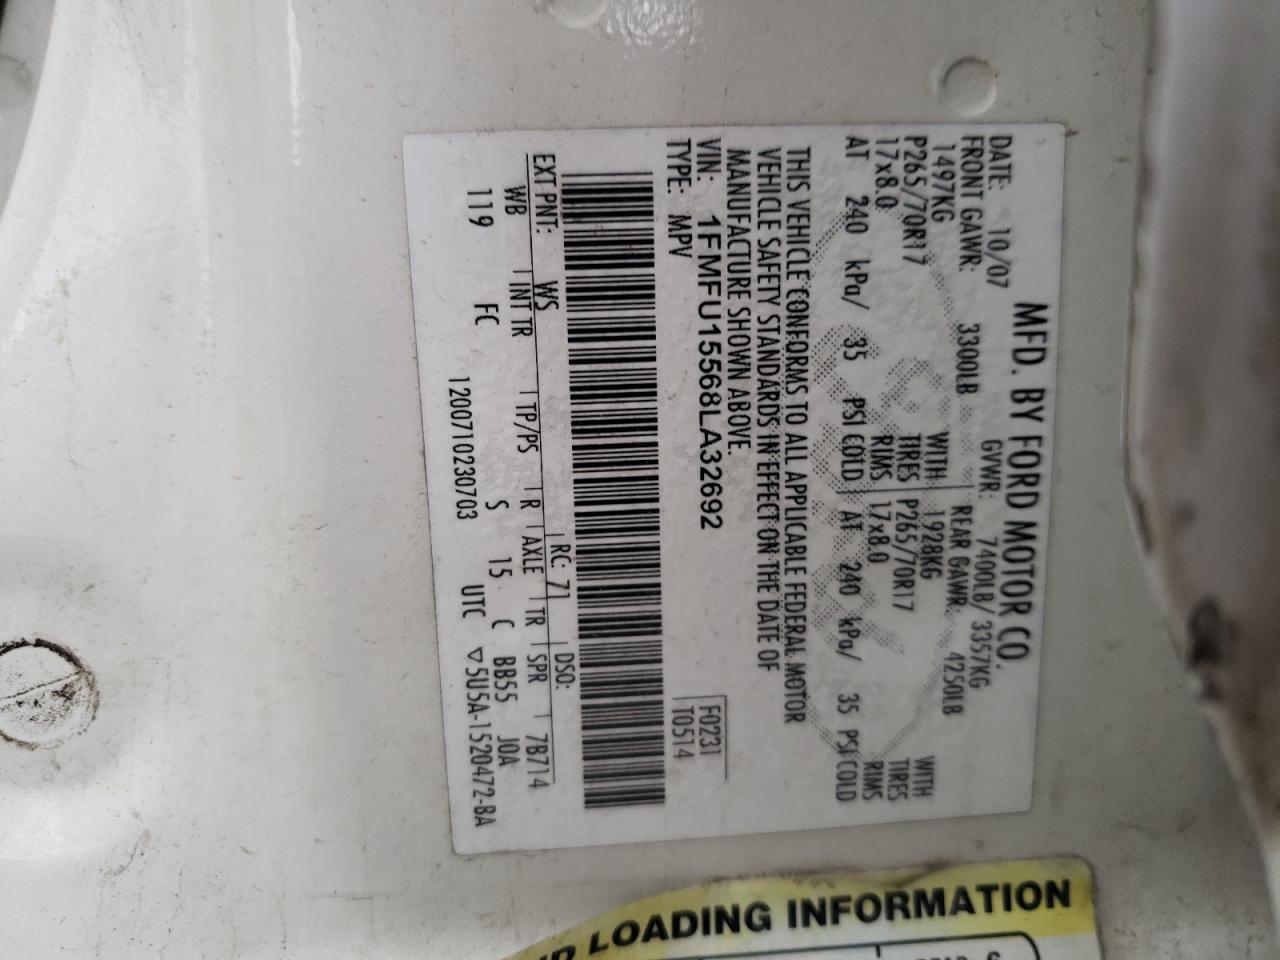 MFD. BY FORD MOTOR CO.
DATE: 10/07 GVWR: 7400LB/ 3357KG
FRONT GAWR: 3300LB REAR GAWR: 4250LB
1497KG WITH 1928KG WITH
P265/70R17 TIRES P265/70R17 TIRES
17x8.0 RIMS 17x8.0 RIMS
AT 240 kPa/ 35 PSI COLD AT 240 kPa/ 35 PSI COLD
THIS VEHICLE CONFORMS TO ALL APPLICABLE FEDERAL MOTOR
VEHICLE SAFETY STANDARDS IN EFFECT ON THE DATE OF
MANUFACTURE SHOWN ABOVE.
VIN: 1FMFU15568LA32692 F0231
TYPE: MPV T0514
EXT PNT: WS RC: 71 DSO:
WB INT TR TP/PS R AXLE TR SPR 7B714
119 FC S 15 C BB55 J0A
1200710230703 UTC ▽5U5A-1520472-BA
LOADING INFORMATION